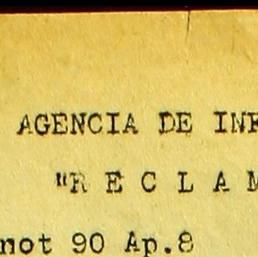 AGENCIA DE INF
"R E C L A M
not 90 Ap.8